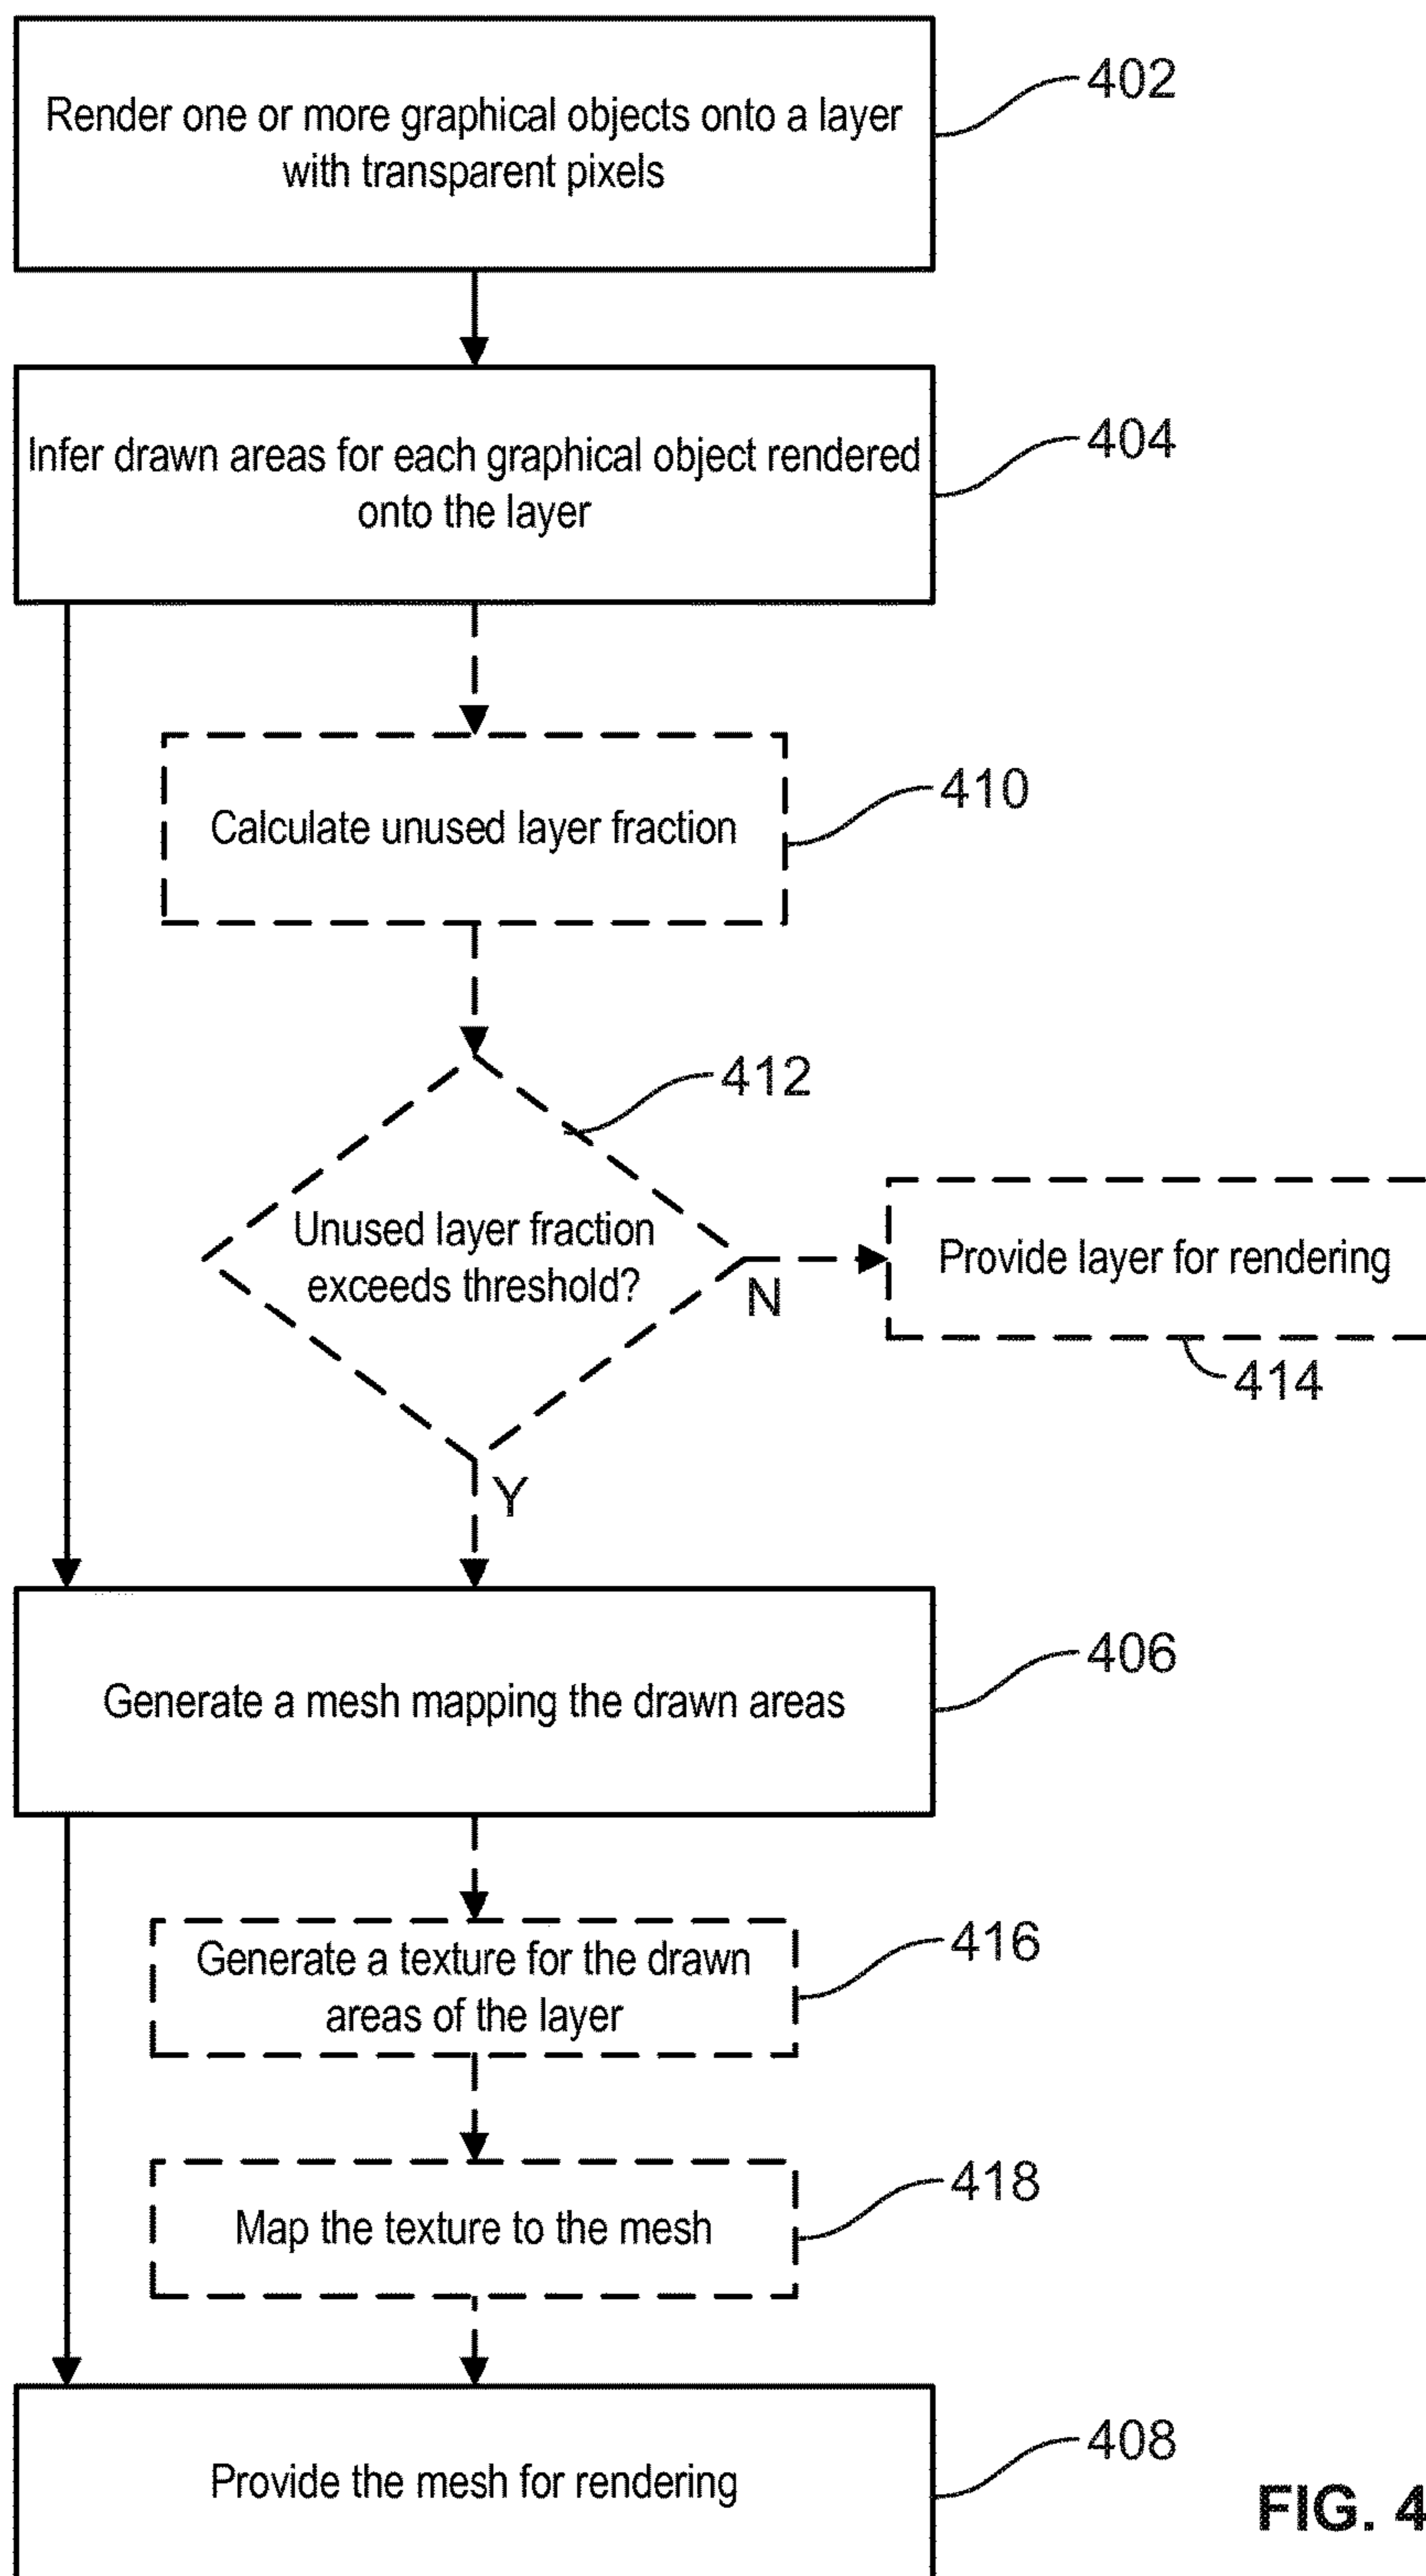 Render one or more graphical objects onto a layer
with transparent pixels
402
Infer drawn areas for each graphical object rendered
onto the layer
404
Calculate unused layer fraction
410
412
Unused layer fraction
exceeds threshold?
N
Provide layer for rendering
414
Y
Generate a mesh mapping the drawn areas
406
Generate a texture for the drawn
areas of the layer
416
Map the texture to the mesh
418
Provide the mesh for rendering
408
FIG. 4